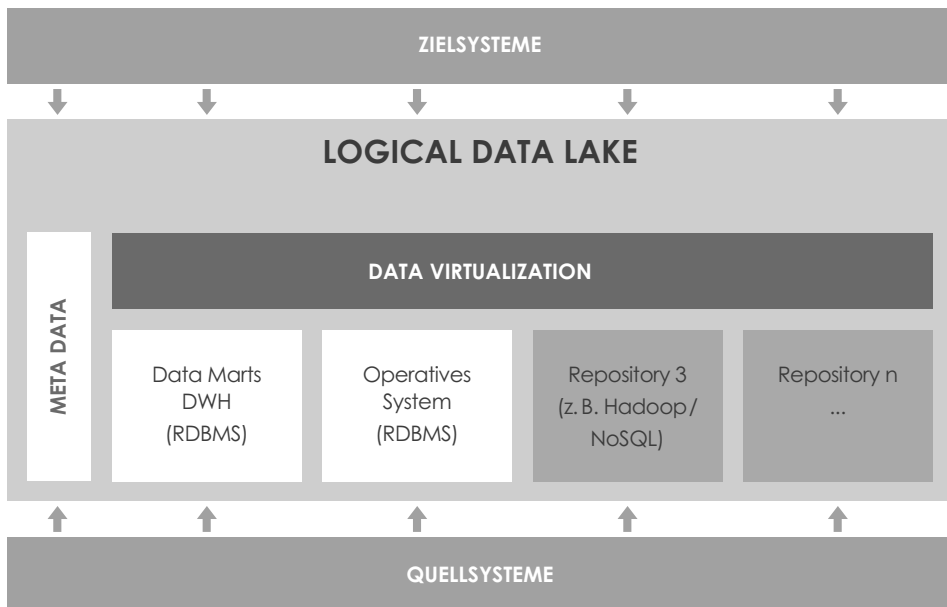 ZIELSYSTEME
LOGICAL DATA LAKE
META DATA
DATA VIRTUALIZATION
Data Marts
DWH
(RDBMS)
Operatives
System
(RDBMS)
Repository 3
(z. B. Hadoop/
NoSQL)
Repository n
...
QUELLSYSTEME